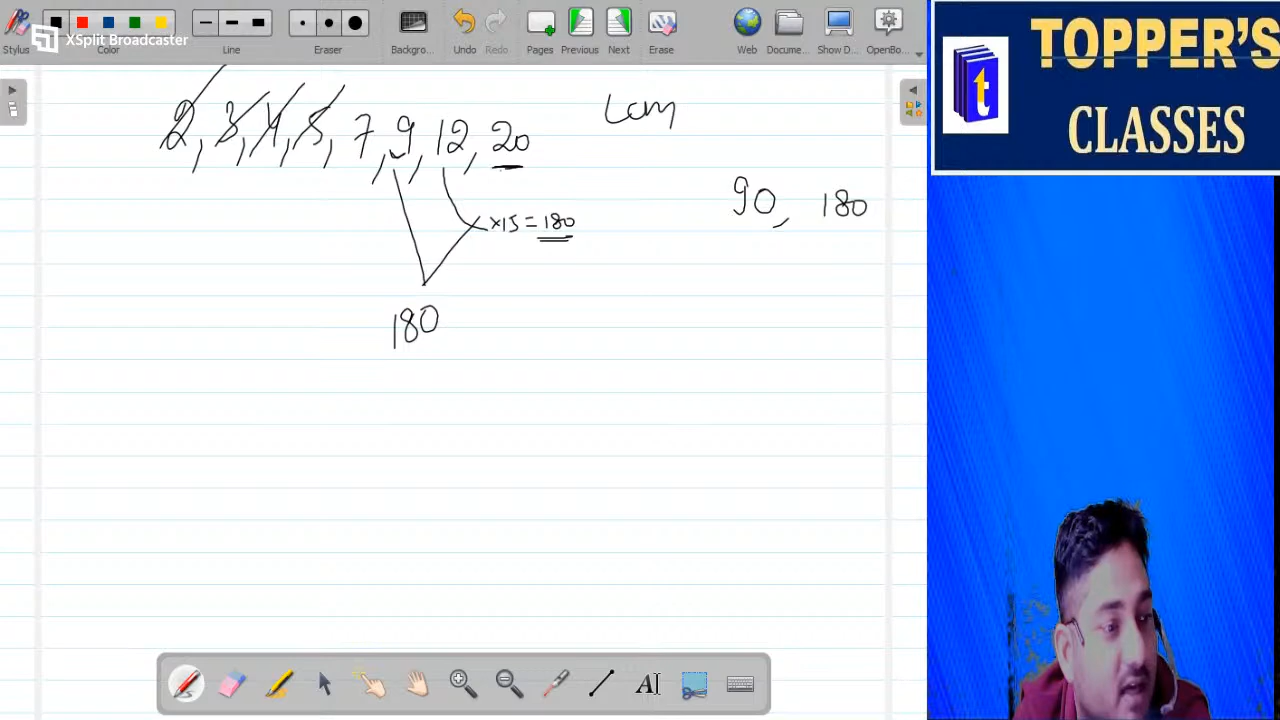 XSplit Broadcaster
Stylus Color Line Eraser Backgro... Undo Redo Pages Previous Next Erase Web Docume... Show D... OpenBo...
TOPPER'S
CLASSES
t
2, 3, 4, 5, 7, 9, 12, 20
Lcm
90, 180
×15 = 180
180